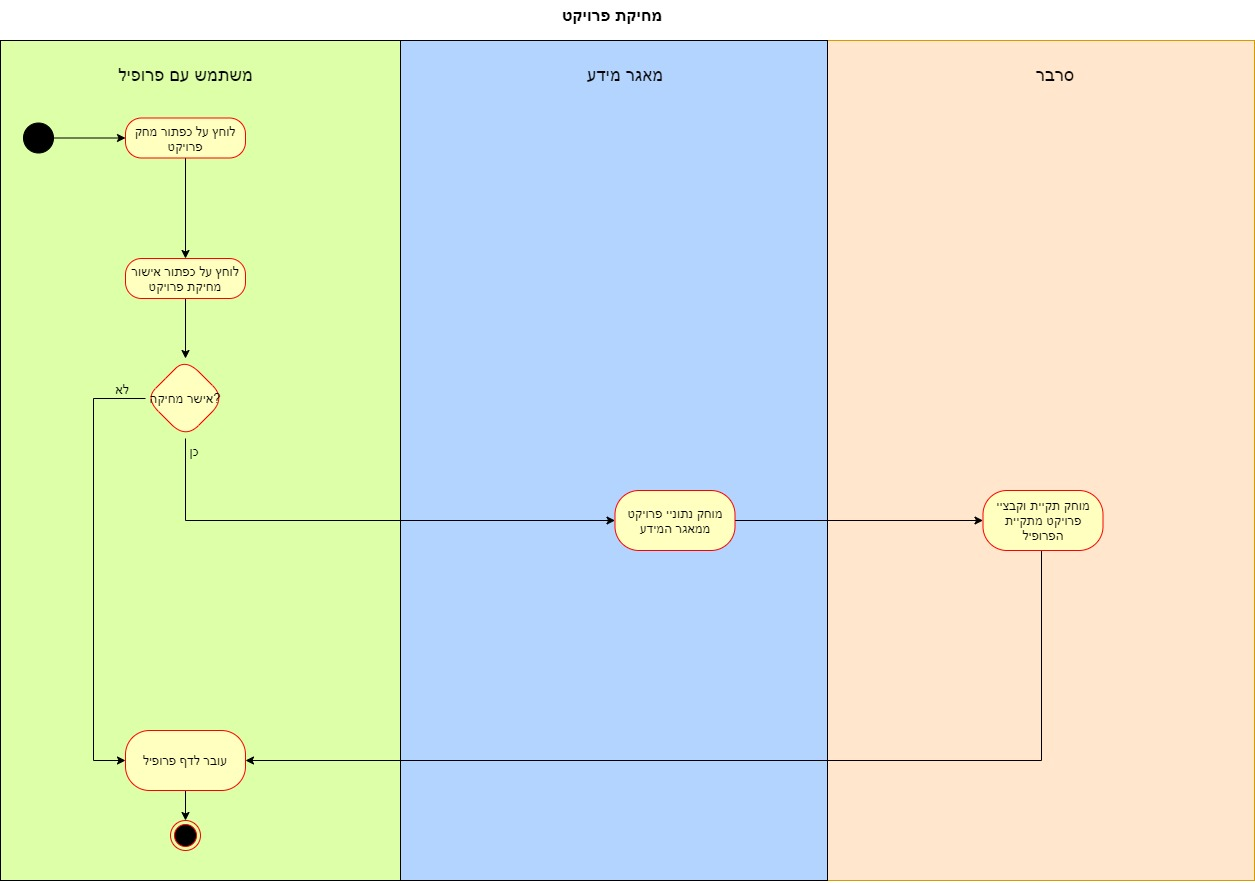 מחיקת פרויקט
משתמש עם פרופיל
מאגר מידע
סרבר
לוחץ על כפתור מחק
פרויקט
לוחץ על כפתור אישור
מחיקת פרויקט
אישר מחיקה?
לא
כן
מוחק נתוניי פרויקט
ממאגר המידע
מוחק תקיית וקבציי
פרויקט מתקיית
הפרופיל
עובר לדף פרופיל